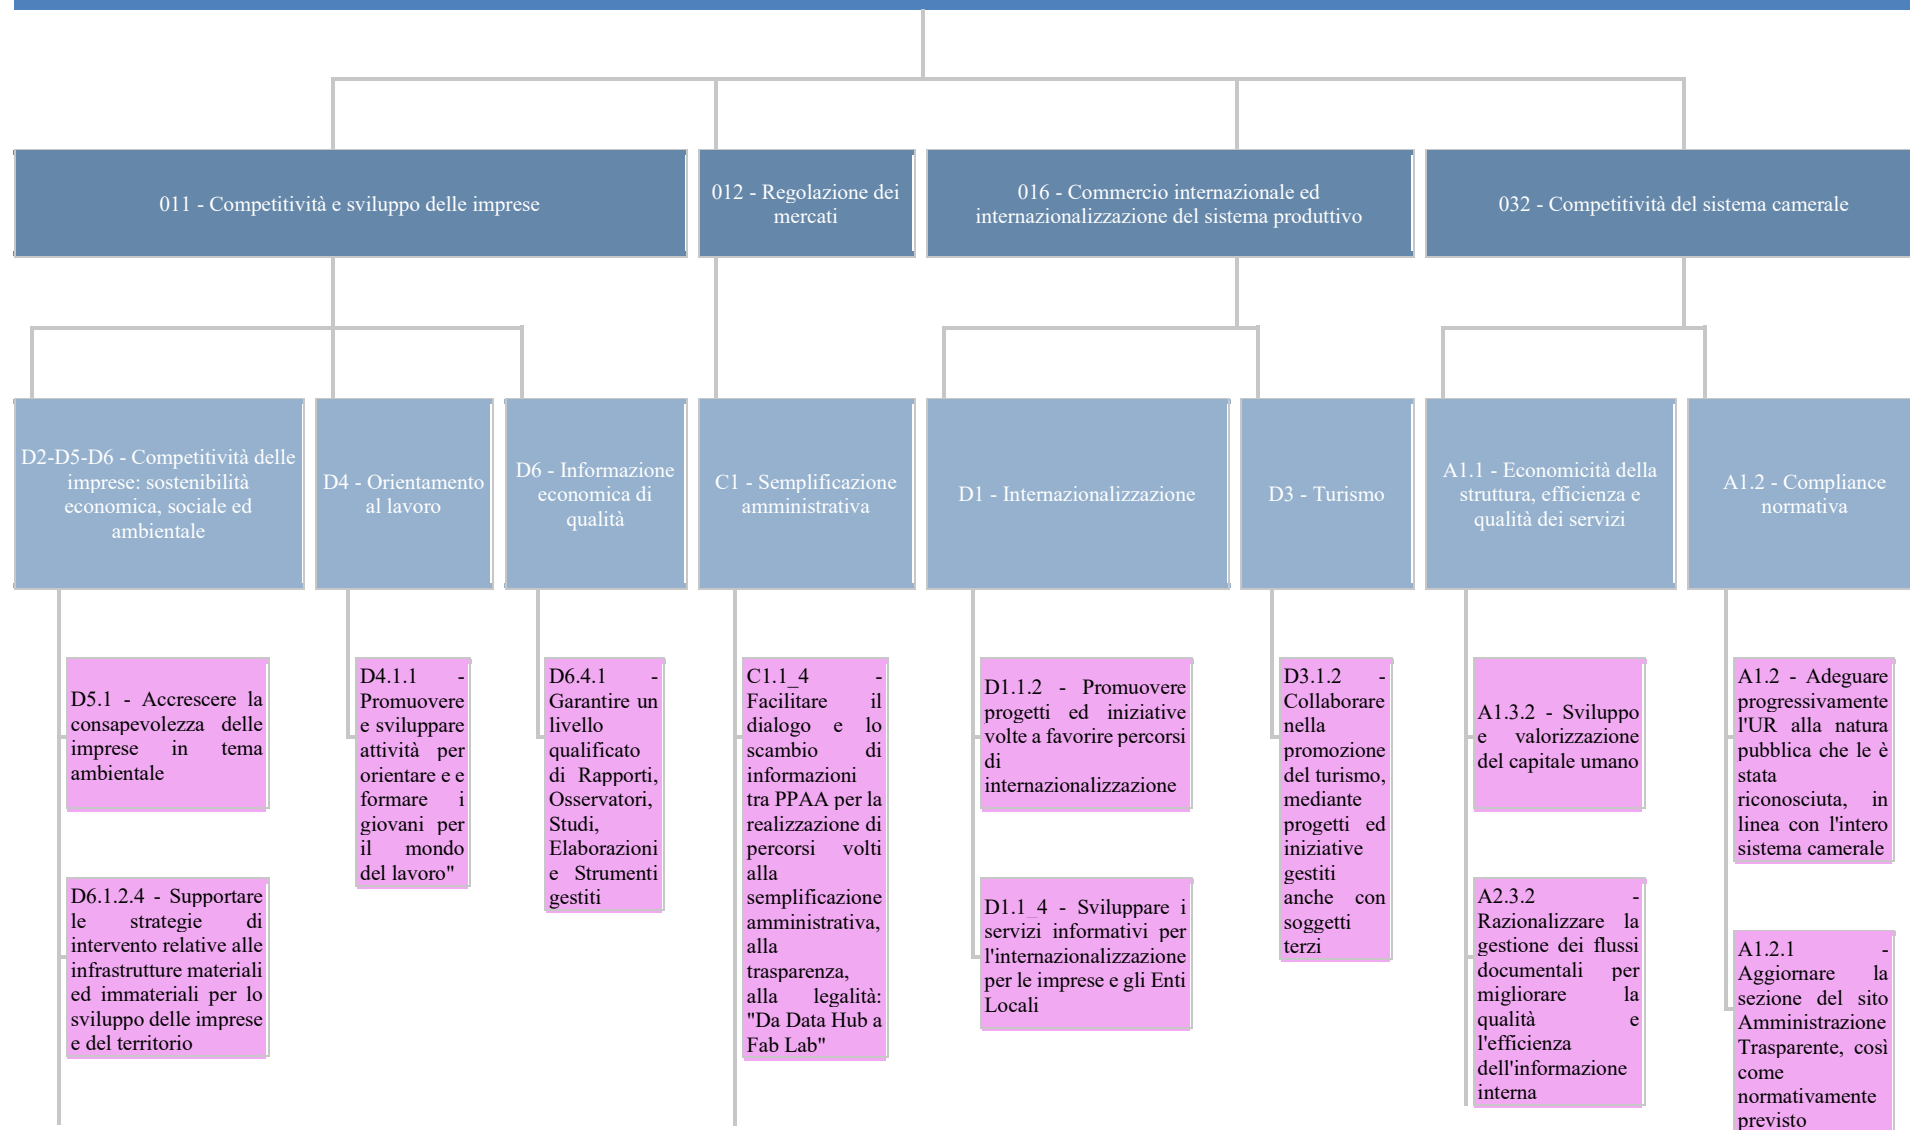 011 - Competitività e sviluppo delle imprese
012 - Regolazione dei
mercati
016 - Commercio internazionale ed
internazionalizzazione del sistema produttivo
032 - Competitività del sistema camerale
D2-D5-D6 - Competitività delle
imprese: sostenibilità
economica, sociale ed
ambientale
D4 - Orientamento
al lavoro
D6 - Informazione
economica di
qualità
C1 - Semplificazione
amministrativa
D1 - Internazionalizzazione
D3 - Turismo
A1.1 - Economicità della
struttura, efficienza e
qualità dei servizi
A1.2 - Compliance
normativa
D5.1 - Accrescere la
consapevolezza delle
imprese in tema
ambientale
D6.1.2.4 - Supportare
le strategie di
intervento relative alle
infrastrutture materiali
ed immateriali per lo
sviluppo delle imprese
e del territorio
D4.1.1 -
Promuovere
e sviluppare
attività per
orientare e e
formare i
giovani per
il mondo
del lavoro"
D6.4.1 -
Garantire un
livello
qualificato
di Rapporti,
Osservatori,
Studi,
Elaborazioni
e Strumenti
gestiti
C1.1_4 -
Facilitare il
dialogo e lo
scambio di
informazioni
tra PPAA per la
realizzazione di
percorsi volti
alla
semplificazione
amministrativa,
alla
trasparenza,
alla legalità:
"Da Data Hub a
Fab Lab"
D1.1.2 - Promuovere
progetti ed iniziative
volte a favorire percorsi
di
internazionalizzazione
D1.1_4 - Sviluppare i
servizi informativi per
l'internazionalizzazione
per le imprese e gli Enti
Locali
D3.1.2 -
Collaborare
nella
promozione
del turismo,
mediante
progetti ed
iniziative
gestiti
anche con
soggetti
terzi
A1.3.2 - Sviluppo
e valorizzazione
del capitale umano
A2.3.2 -
Razionalizzare la
gestione dei flussi
documentali per
migliorare la
qualità e
l'efficienza
dell'informazione
interna
A1.2 - Adeguare
progressivamente
l'UR alla natura
pubblica che le è
stata
riconosciuta, in
linea con l'intero
sistema camerale
A1.2.1 -
Aggiornare la
sezione del sito
Amministrazione
Trasparente, così
come
normativamente
previsto